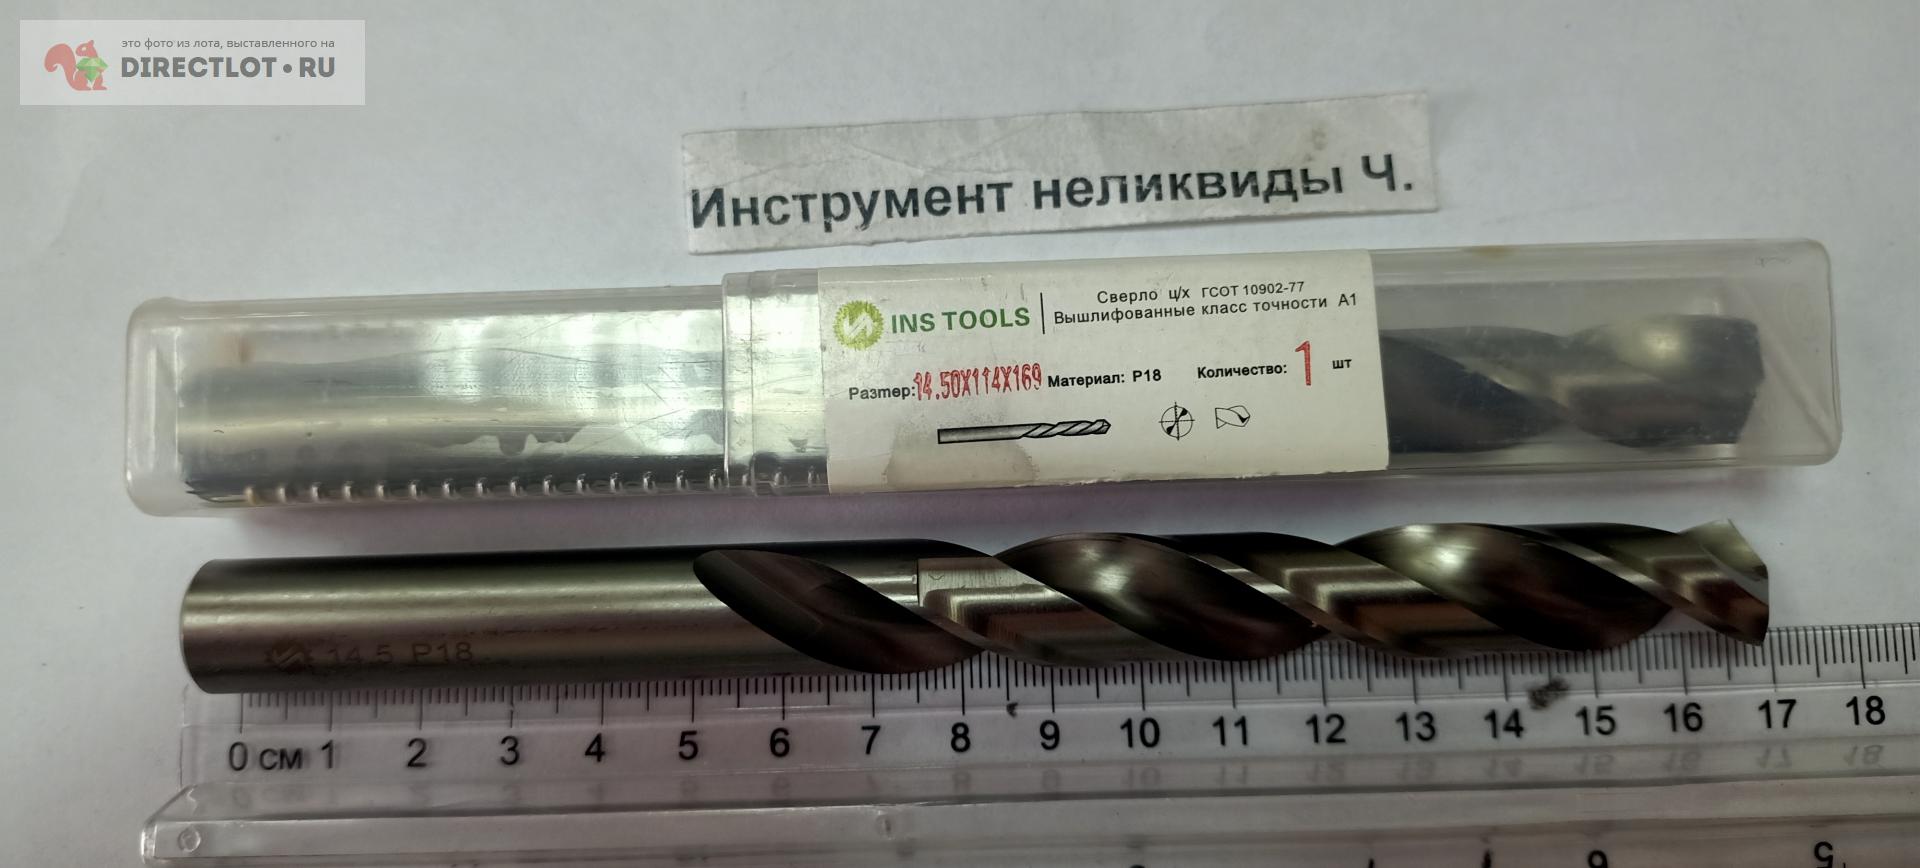 это фото из лота, выставленного на
DIRECTLOT•RU
Инструмент неликвиды Ч.
INS TOOLS
Сверло ц/х ГСОТ 10902-77
Вышлифованные класс точности А1
Размер: 14.50X114X169 Материал: Р18 Количество: 1 шт
14.5 P18
0 см 1 2 3 4 5 6 7 8 9 10 11 12 13 14 15 16 17 18